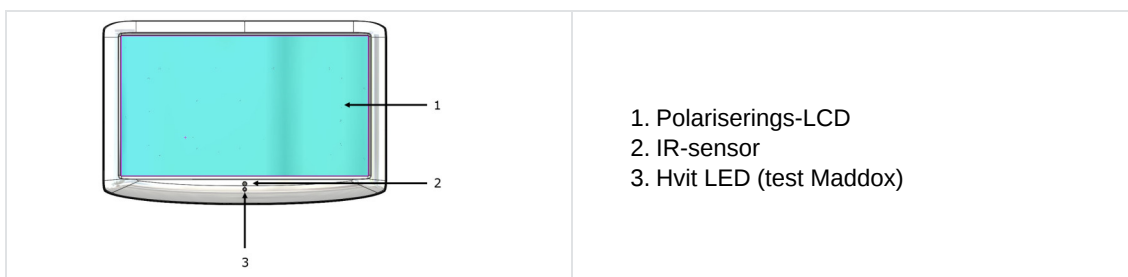 1
2
3
1. Polariserings-LCD
2. IR-sensor
3. Hvit LED (test Maddox)